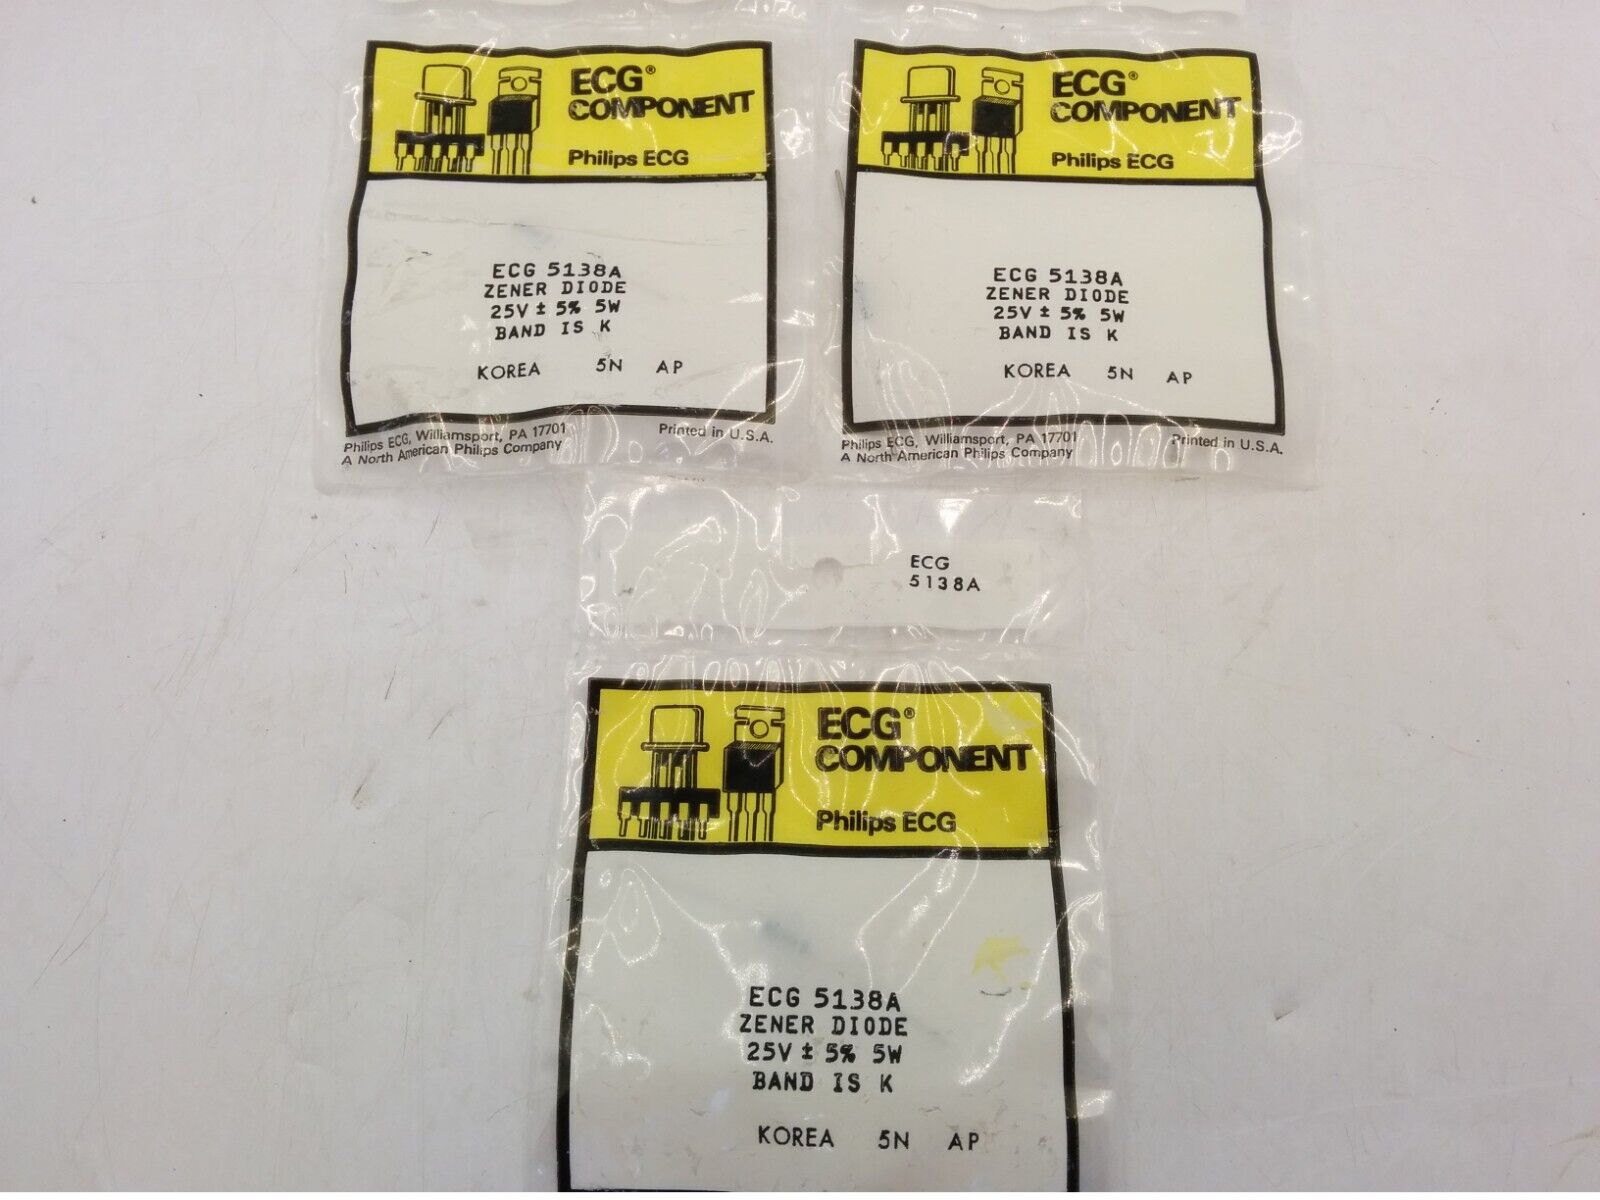 ECG®
COMPONENT
Philips ECG
ECG 5138A
ZENER DIODE
25V ± 5% 5W
BAND IS K
KOREA 5N AP
Philips ECG, Williamsport, PA 17701
A North American Philips Company
Printed in U.S.A.
ECG®
COMPONENT
Philips ECG
ECG 5138A
ZENER DIODE
25V ± 5% 5W
BAND IS K
KOREA 5N AP
Philips ECG, Williamsport, PA 17701
A North American Philips Company
Printed in U.S.A.
ECG
5138A
ECG®
COMPONENT
Philips ECG
ECG 5138A
ZENER DIODE
25V ± 5% 5W
BAND IS K
KOREA 5N AP